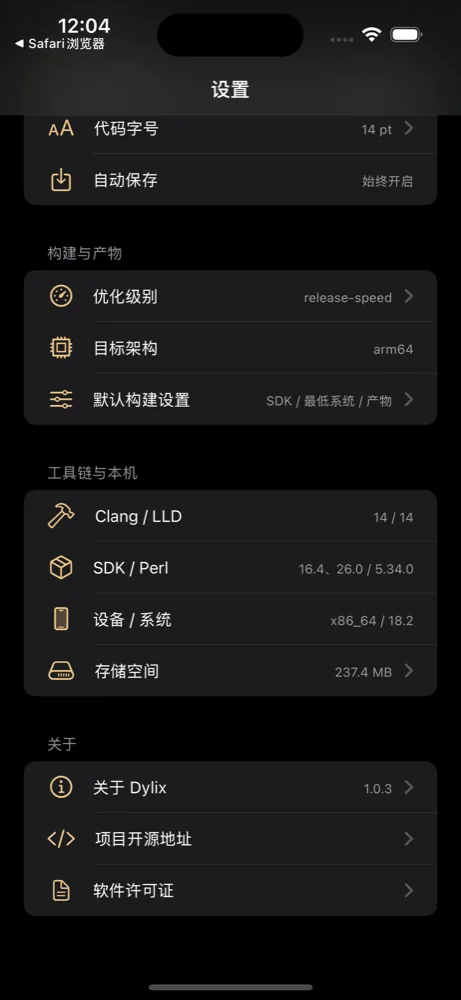 12:04
◀ Safari浏览器
设置
AA 代码字号 14 pt
自动保存 始终开启
构建与产物
优化级别 release-speed
目标架构 arm64
默认构建设置 SDK / 最低系统 / 产物
工具链与本机
Clang / LLD 14 / 14
SDK / Perl 16.4、26.0 / 5.34.0
设备 / 系统 x86_64 / 18.2
存储空间 237.4 MB
关于
关于 Dylix 1.0.3
项目开源地址
软件许可证